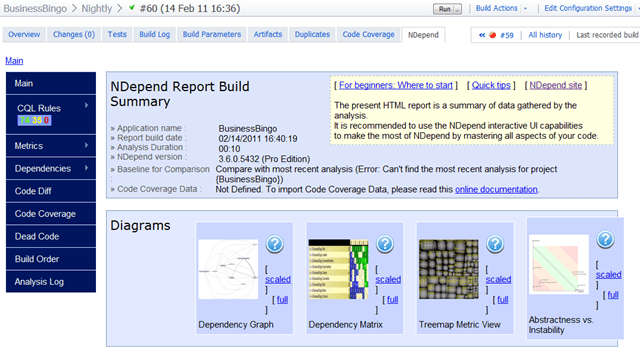 BusinessBingo > Nightly > #60 (14 Feb 11 16:36)
Run ... Build Actions Edit Configuration Settings
Overview Changes (0) Tests Build Log Build Parameters Artifacts Duplicates Code Coverage NDepend
#59 All history Last recorded build
Main
Main
CQL Rules
35 0
Metrics
Dependencies
Code Diff
Code Coverage
Dead Code
Build Order
Analysis Log
NDepend Report Build
Summary
[ For beginners: Where to start ] [ Quick tips ] [ NDepend site ]
The present HTML report is a summary of data gathered by the
analysis.
It is recommended to use the NDepend interactive UI capabilities
to make the most of NDepend by mastering all aspects of your code.
» Application name : BusinessBingo
» Report build date : 02/14/2011 16:40:19
» Analysis Duration : 00:10
» NDepend version : 3.6.0.5432 (Pro Edition)
» Baseline for Comparison Compare with most recent analysis (Error: Can't find the most recent analysis for project
{BusinessBingo})
» Code Coverage Data : Not Defined. To import Code Coverage Data, please read this online documentation.
Diagrams
? [ scaled ] [ full ]
Dependency Graph
? [ scaled ] [ full ]
Dependency Matrix
? [ scaled ] [ full ]
Treemap Metric View
? [ scaled ] [ full ]
Abstractness vs.
Instability